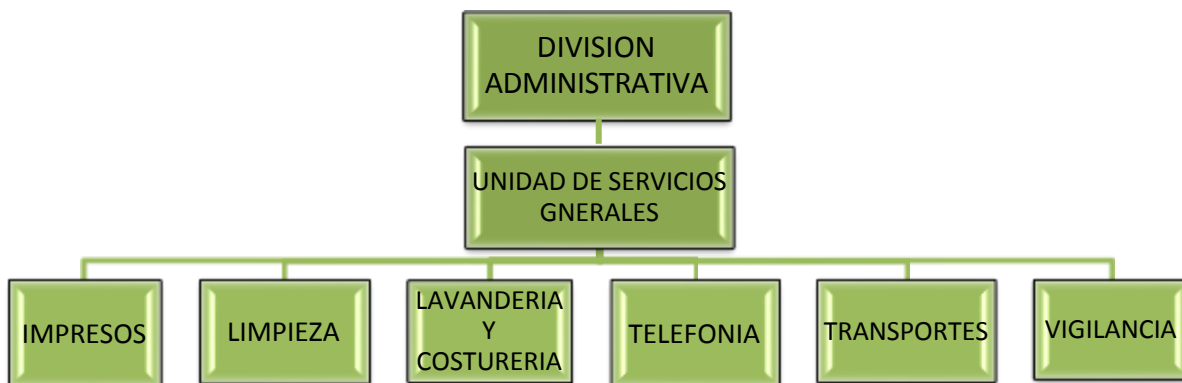 DIVISION
ADMINISTRATIVA
UNIDAD DE SERVICIOS
GNERALES
IMPRESOS
LIMPIEZA
LAVANDERIA
Y
COSTURERIA
TELEFONIA
TRANSPORTES
VIGILANCIA